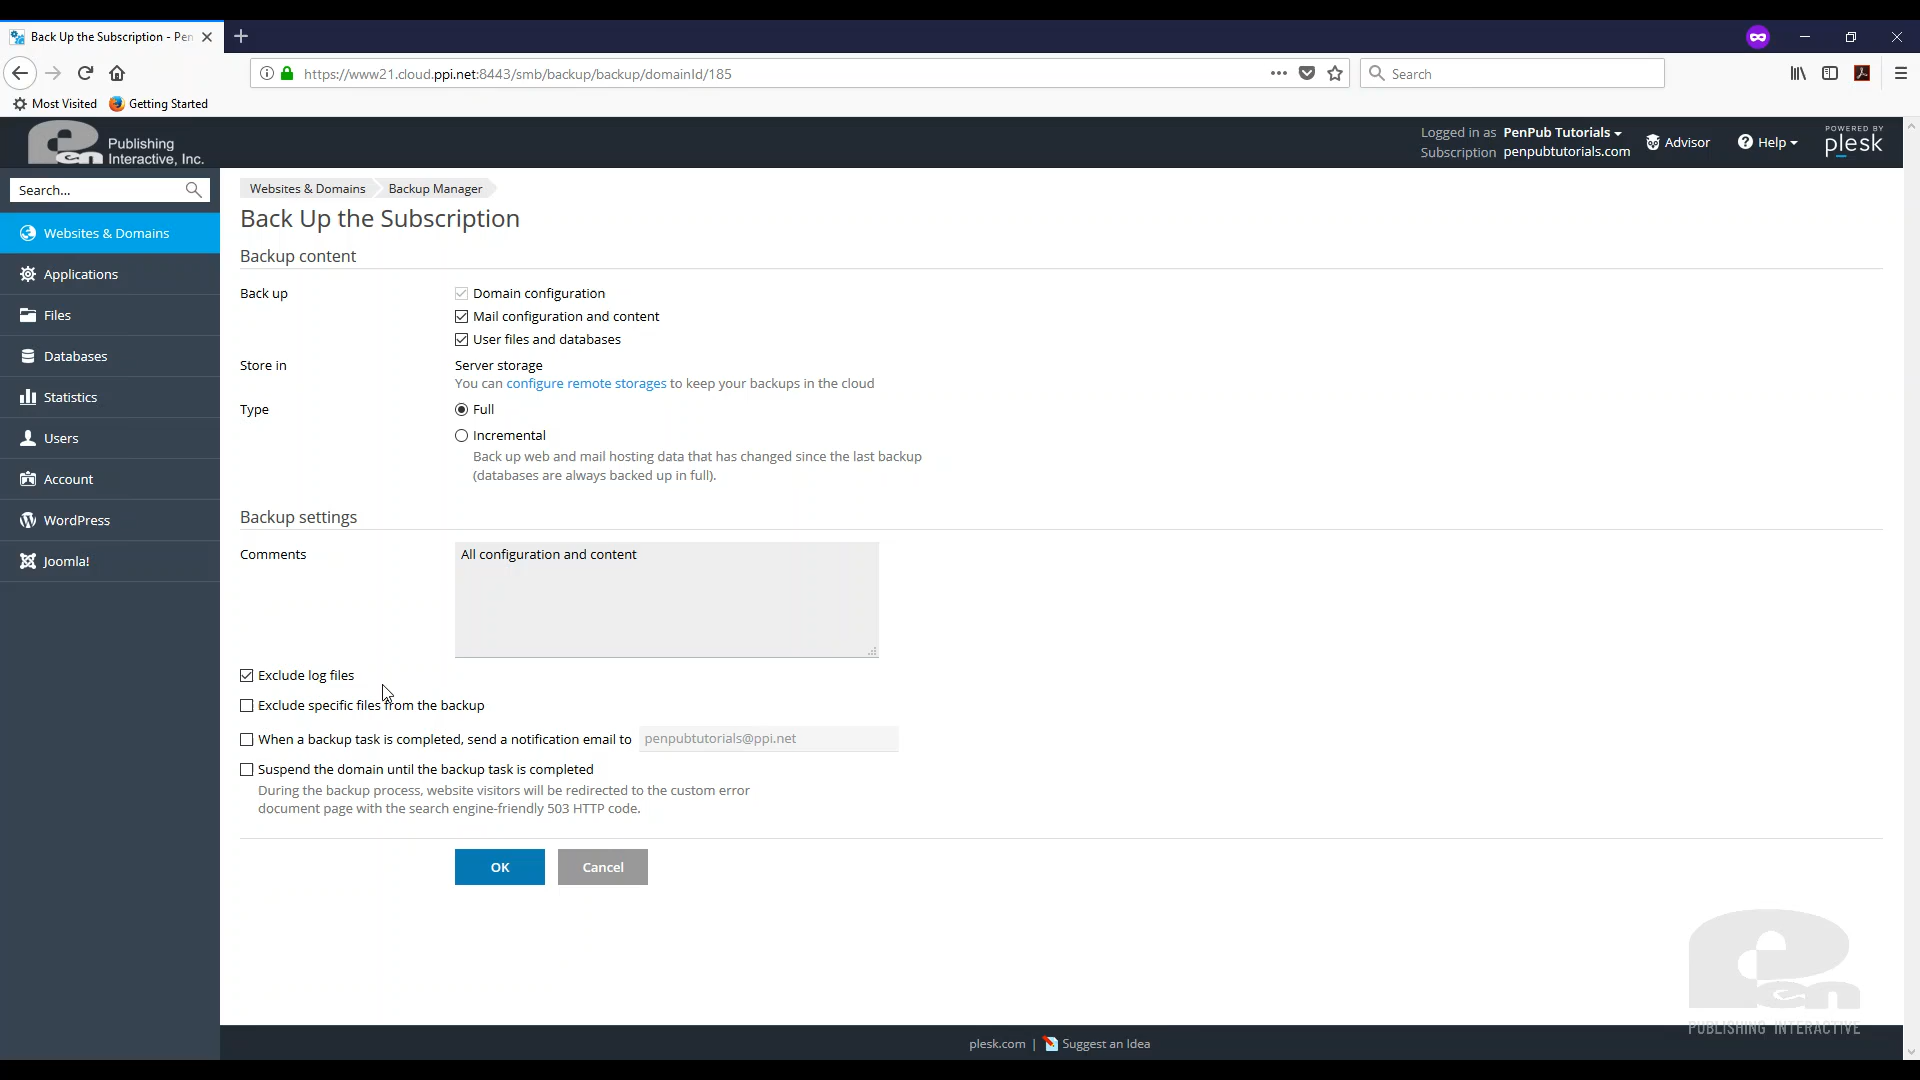 Back Up the Subscription - Pen
https://www21.cloud.ppi.net:8443/smb/backup/backup/domainId/185
Search
Most Visited
Getting Started
en
Publishing
Interactive, Inc.
Logged in as PenPub Tutorials
Subscription penpubtutorials.com
Advisor
Help
POWERED BY
plesk
Search...
Websites & Domains
Applications
Files
Databases
Statistics
Users
Account
WordPress
Joomla!
Websites & Domains
Backup Manager
Back Up the Subscription
Backup content
Back up
Domain configuration
Mail configuration and content
User files and databases
Store in
Server storage
You can configure remote storages to keep your backups in the cloud
Type
Full
Incremental
Back up web and mail hosting data that has changed since the last backup
(databases are always backed up in full).
Backup settings
Comments
All configuration and content
Exclude log files
Exclude specific files from the backup
When a backup task is completed, send a notification email to
penpubtutorials@ppi.net
Suspend the domain until the backup task is completed
During the backup process, website visitors will be redirected to the custom error
document page with the search engine-friendly 503 HTTP code.
OK
Cancel
en
PUBLISHING INTERACTIVE
plesk.com | Suggest an Idea